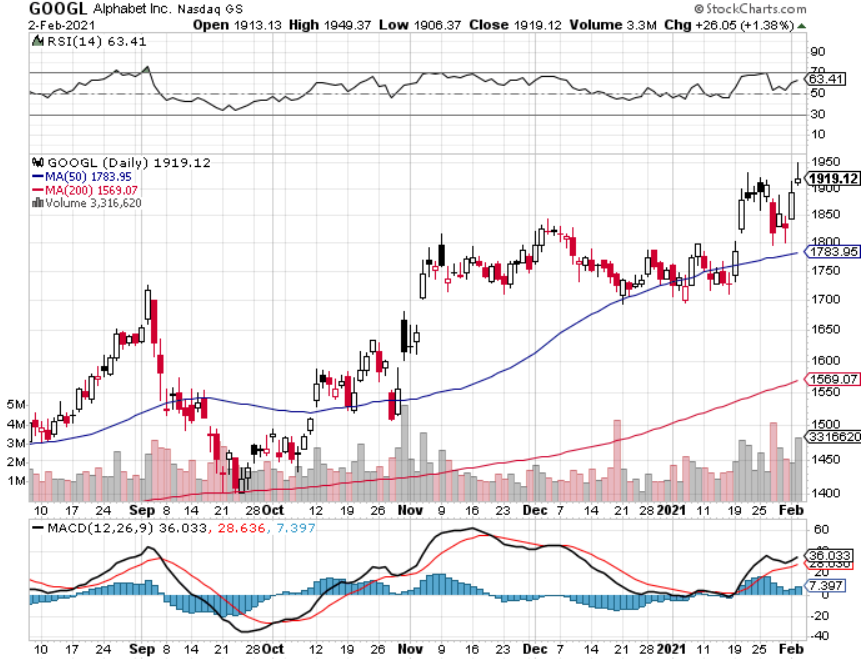 GOOGL Alphabet Inc. Nasdaq GS © StockCharts.com
2-Feb-2021 Open 1913.13 High 1949.37 Low 1906.37 Close 1919.12 Volume 3.3M Chg +26.05 (+1.38%)
RSI(14) 63.41
90
70
63.41
50
30
10
GOOGL (Daily) 1919.12
MA(50) 1783.95
MA(200) 1569.07
Volume 3,316,620
1950
1919.12
1900
1850
1800
1783.95
1750
1700
1650
1600
1569.07
1550
1500
3316620
1450
1400
5M
4M
3M
2M
1M
10 17 24 Sep 8 14 21 28 Oct 12 19 26 Nov 9 16 23 Dec 7 14 21 28 2021 11 19 25 Feb
MACD(12,26,9) 36.033, 28.636, 7.397
60
36.033
28.636
20
7.397
-20
-40
10 17 24 Sep 8 14 21 28 Oct 12 19 26 Nov 9 16 23 Dec 7 14 21 28 2021 11 19 25 Feb